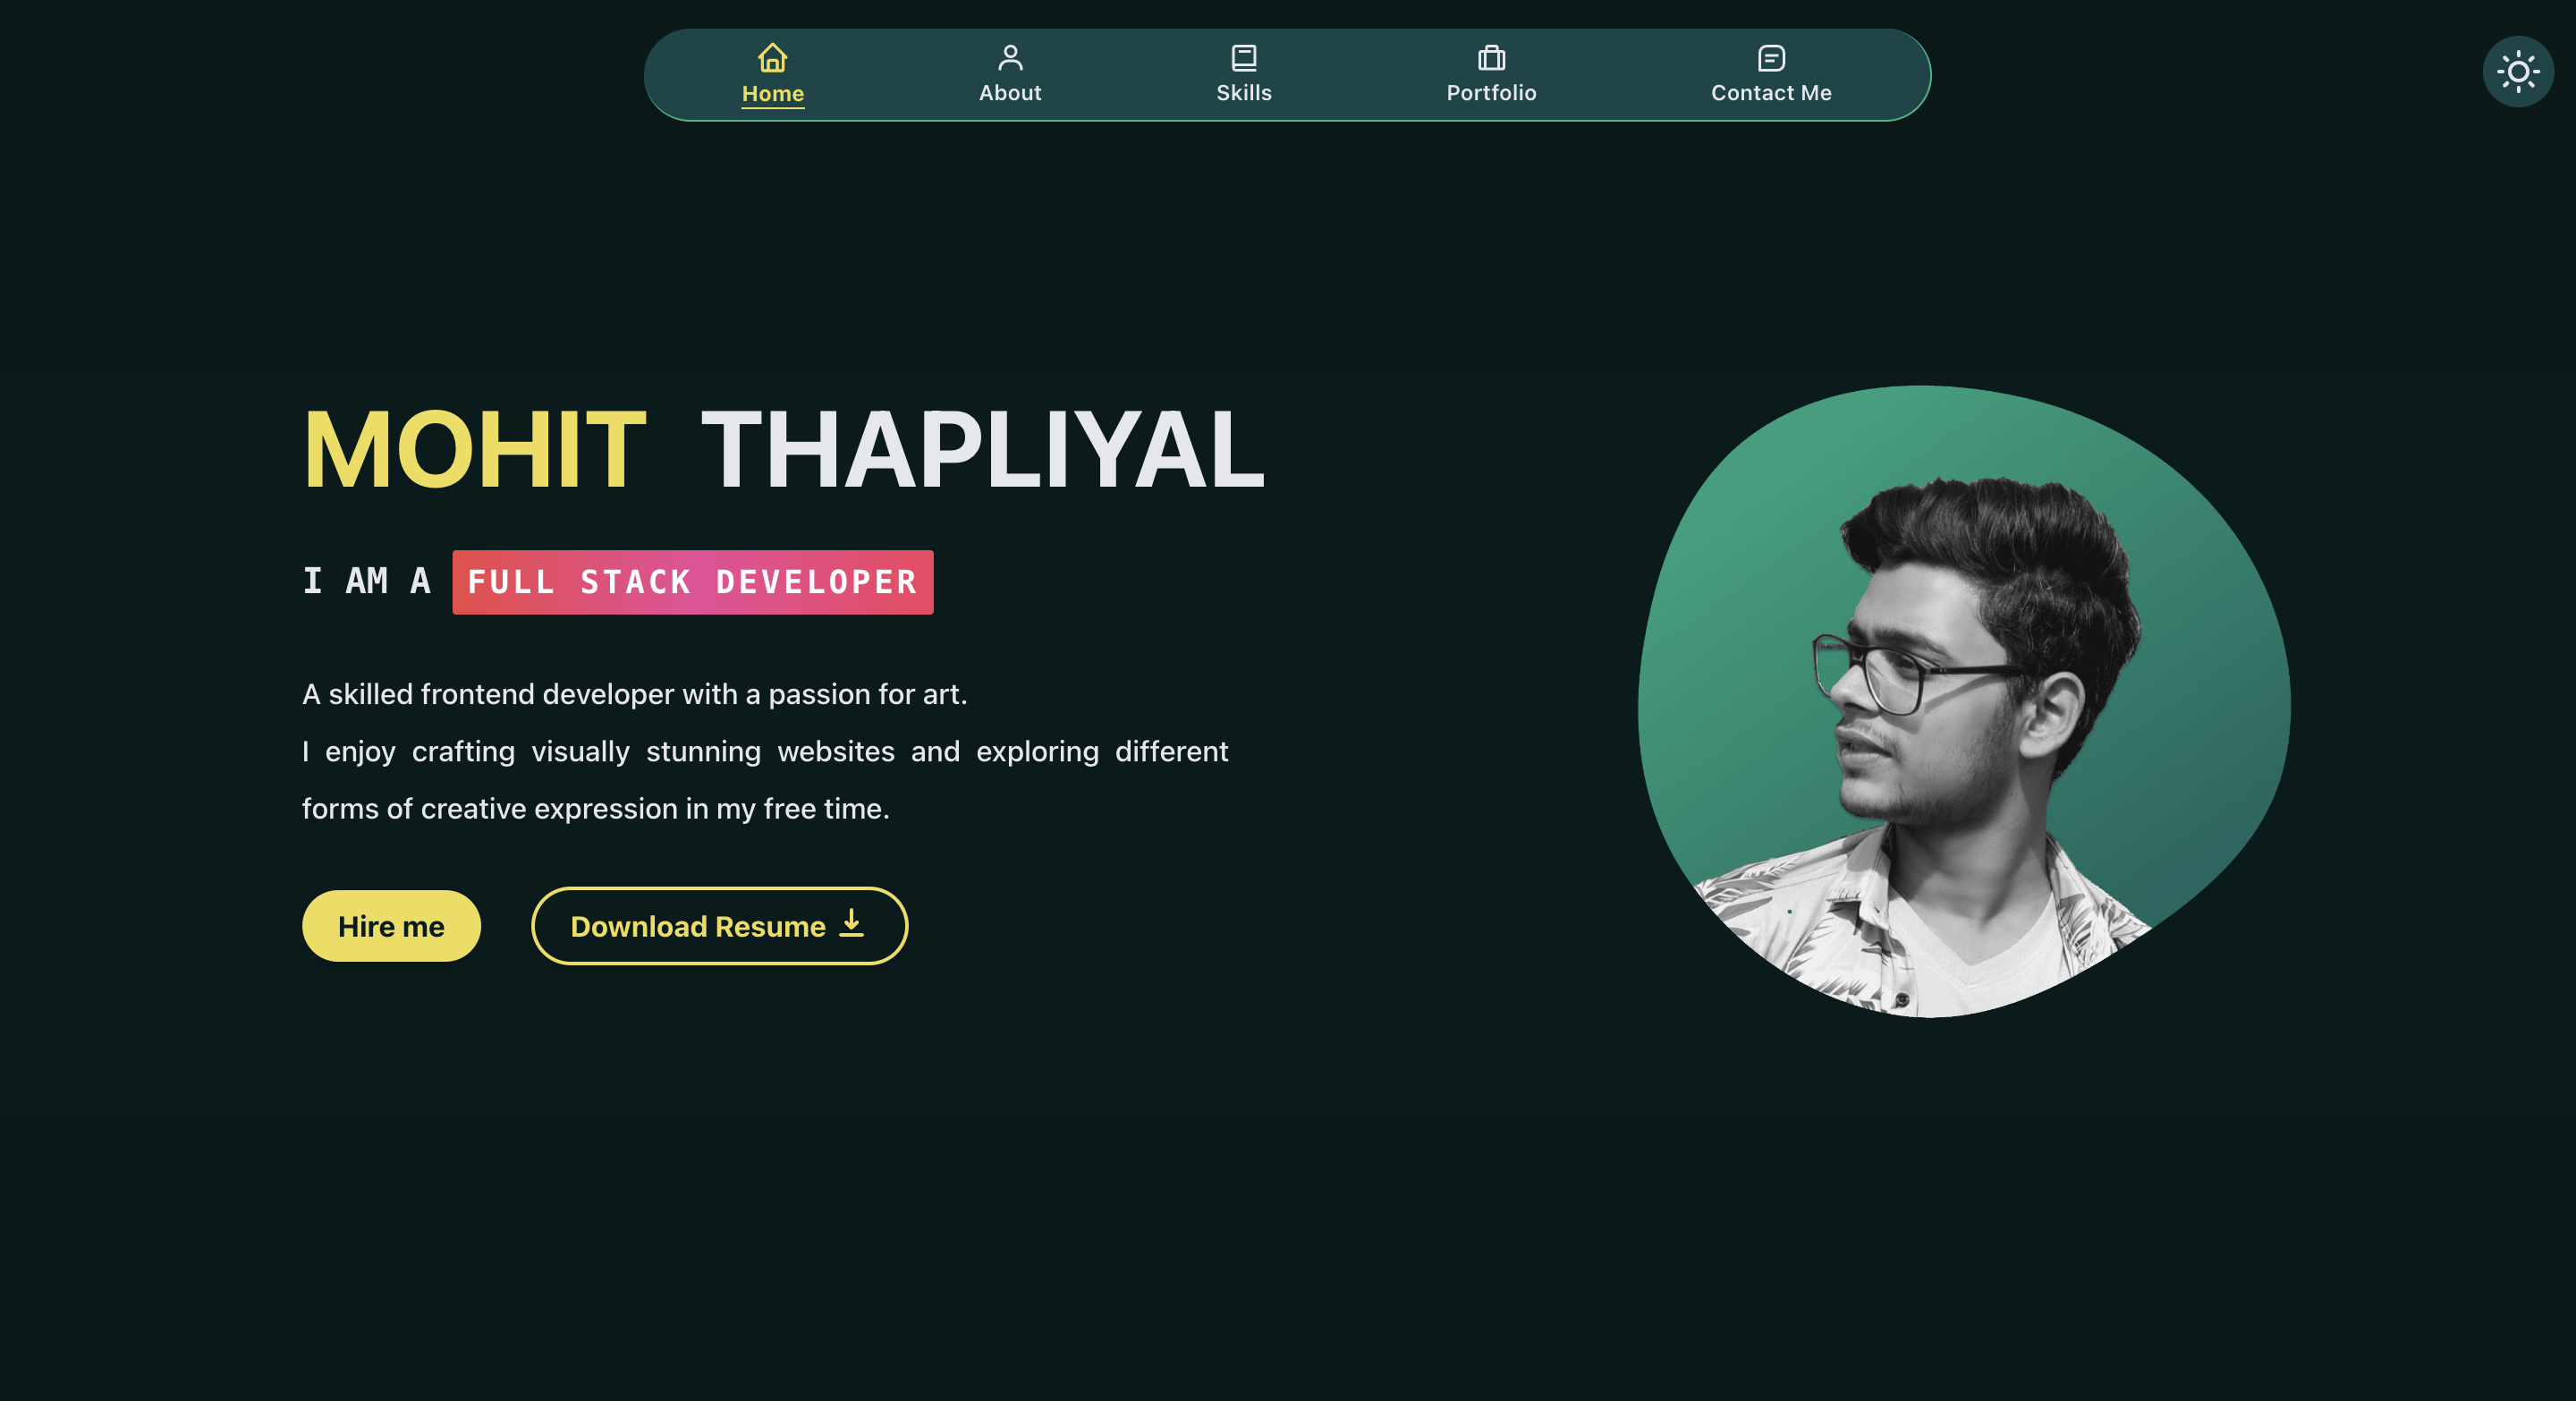 Home
About
Skills
Portfolio
Contact Me
MOHIT THAPLIYAL
I AM A FULL STACK DEVELOPER
A skilled frontend developer with a passion for art.
I enjoy crafting visually stunning websites and exploring different
forms of creative expression in my free time.
Hire me
Download Resume